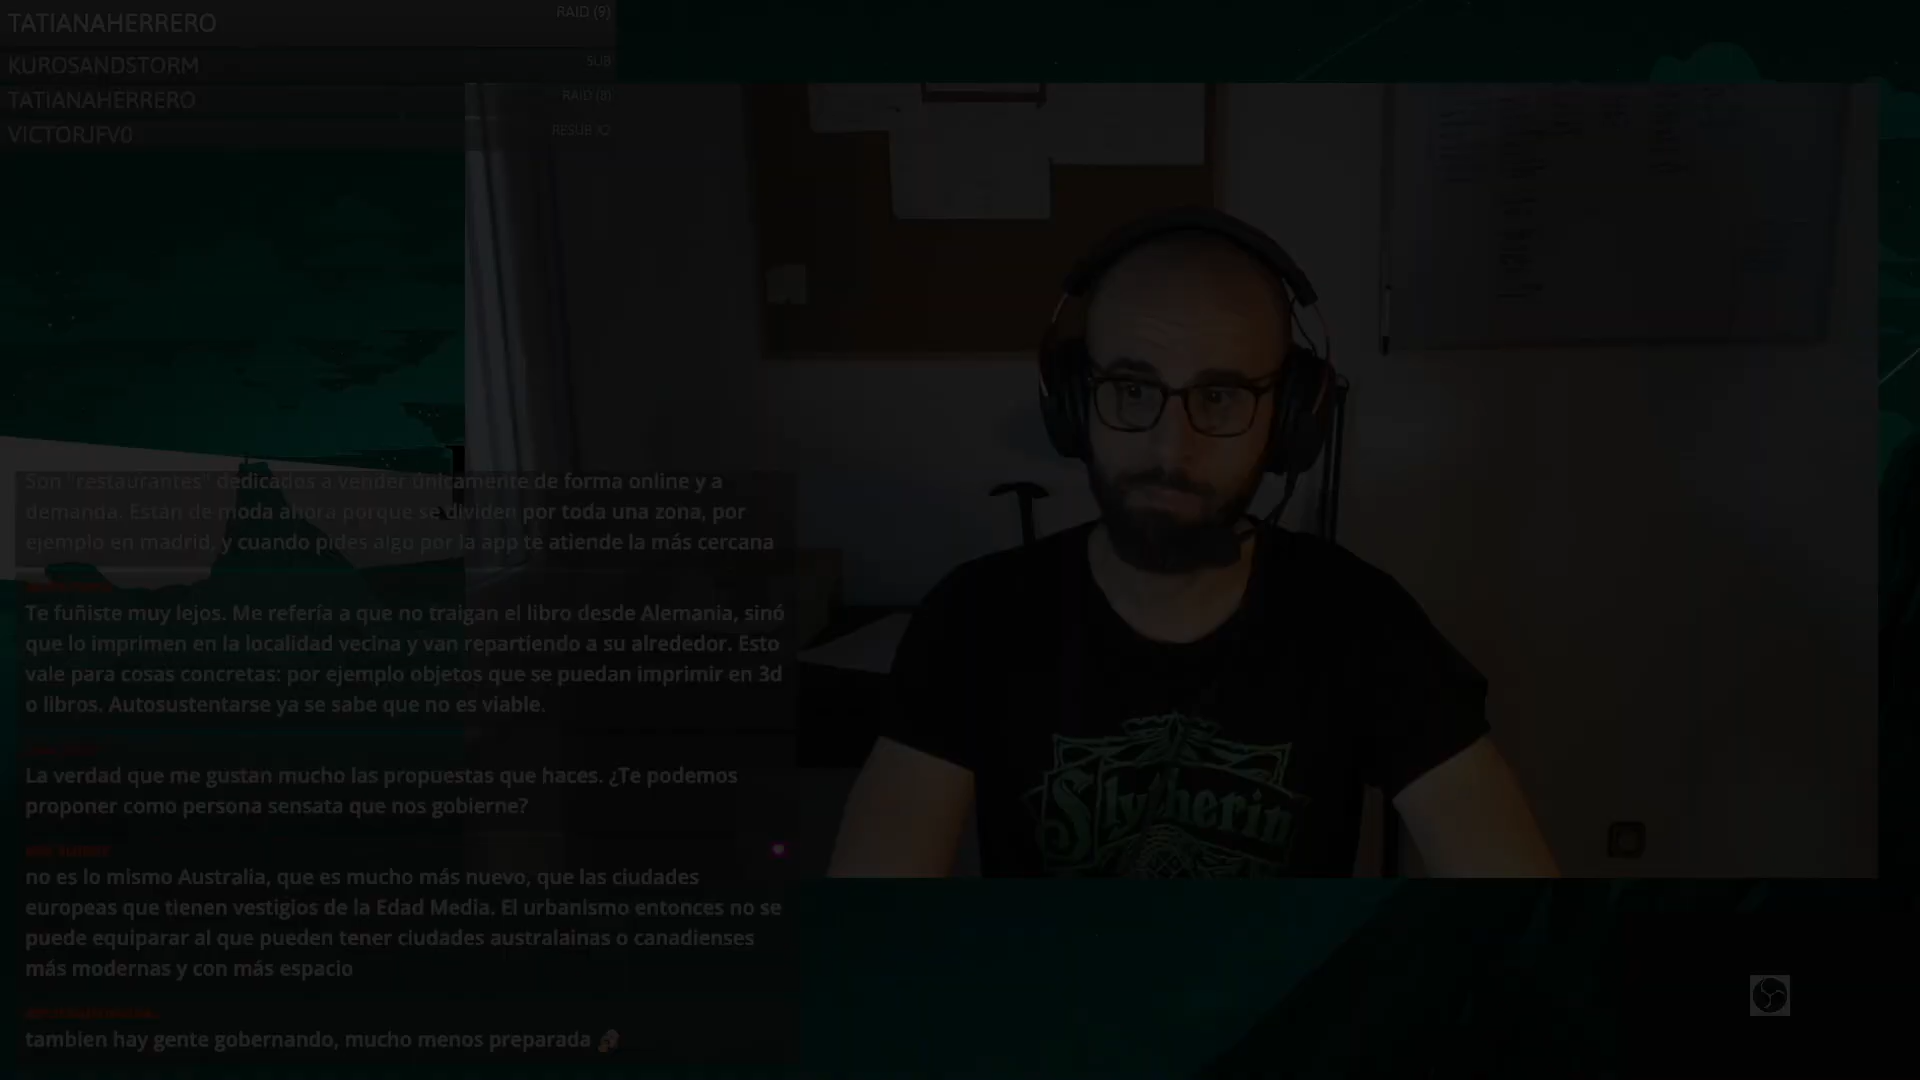 TATIANAHERRERO
RAID (9)
KUROSANDSTORM
SUB
TATIANAHERRERO
RAID (8)
VICTORJFV0
RESUB X2
Son "restaurantes" dedicados a vender únicamente de forma online y a
demanda. Están de moda ahora porque se dividen por toda una zona, por
ejemplo en madrid, y cuando pides algo por la app te atiende la más cercana
Te fuñiste muy lejos. Me refería a que no traigan el libro desde Alemania, sinó
que lo imprimen en la localidad vecina y van repartiendo a su alrededor. Esto
vale para cosas concretas: por ejemplo objetos que se puedan imprimir en 3d
o libros. Autosustentarse ya se sabe que no es viable.
La verdad que me gustan mucho las propuestas que haces. ¿Te podemos
proponer como persona sensata que nos gobierne?
no es lo mismo Australia, que es mucho más nuevo, que las ciudades
europeas que tienen vestigios de la Edad Media. El urbanismo entonces no se
puede equiparar al que pueden tener ciudades australainas o canadienses
más modernas y con más espacio
tambien hay gente gobernando, mucho menos preparada
Slytherin